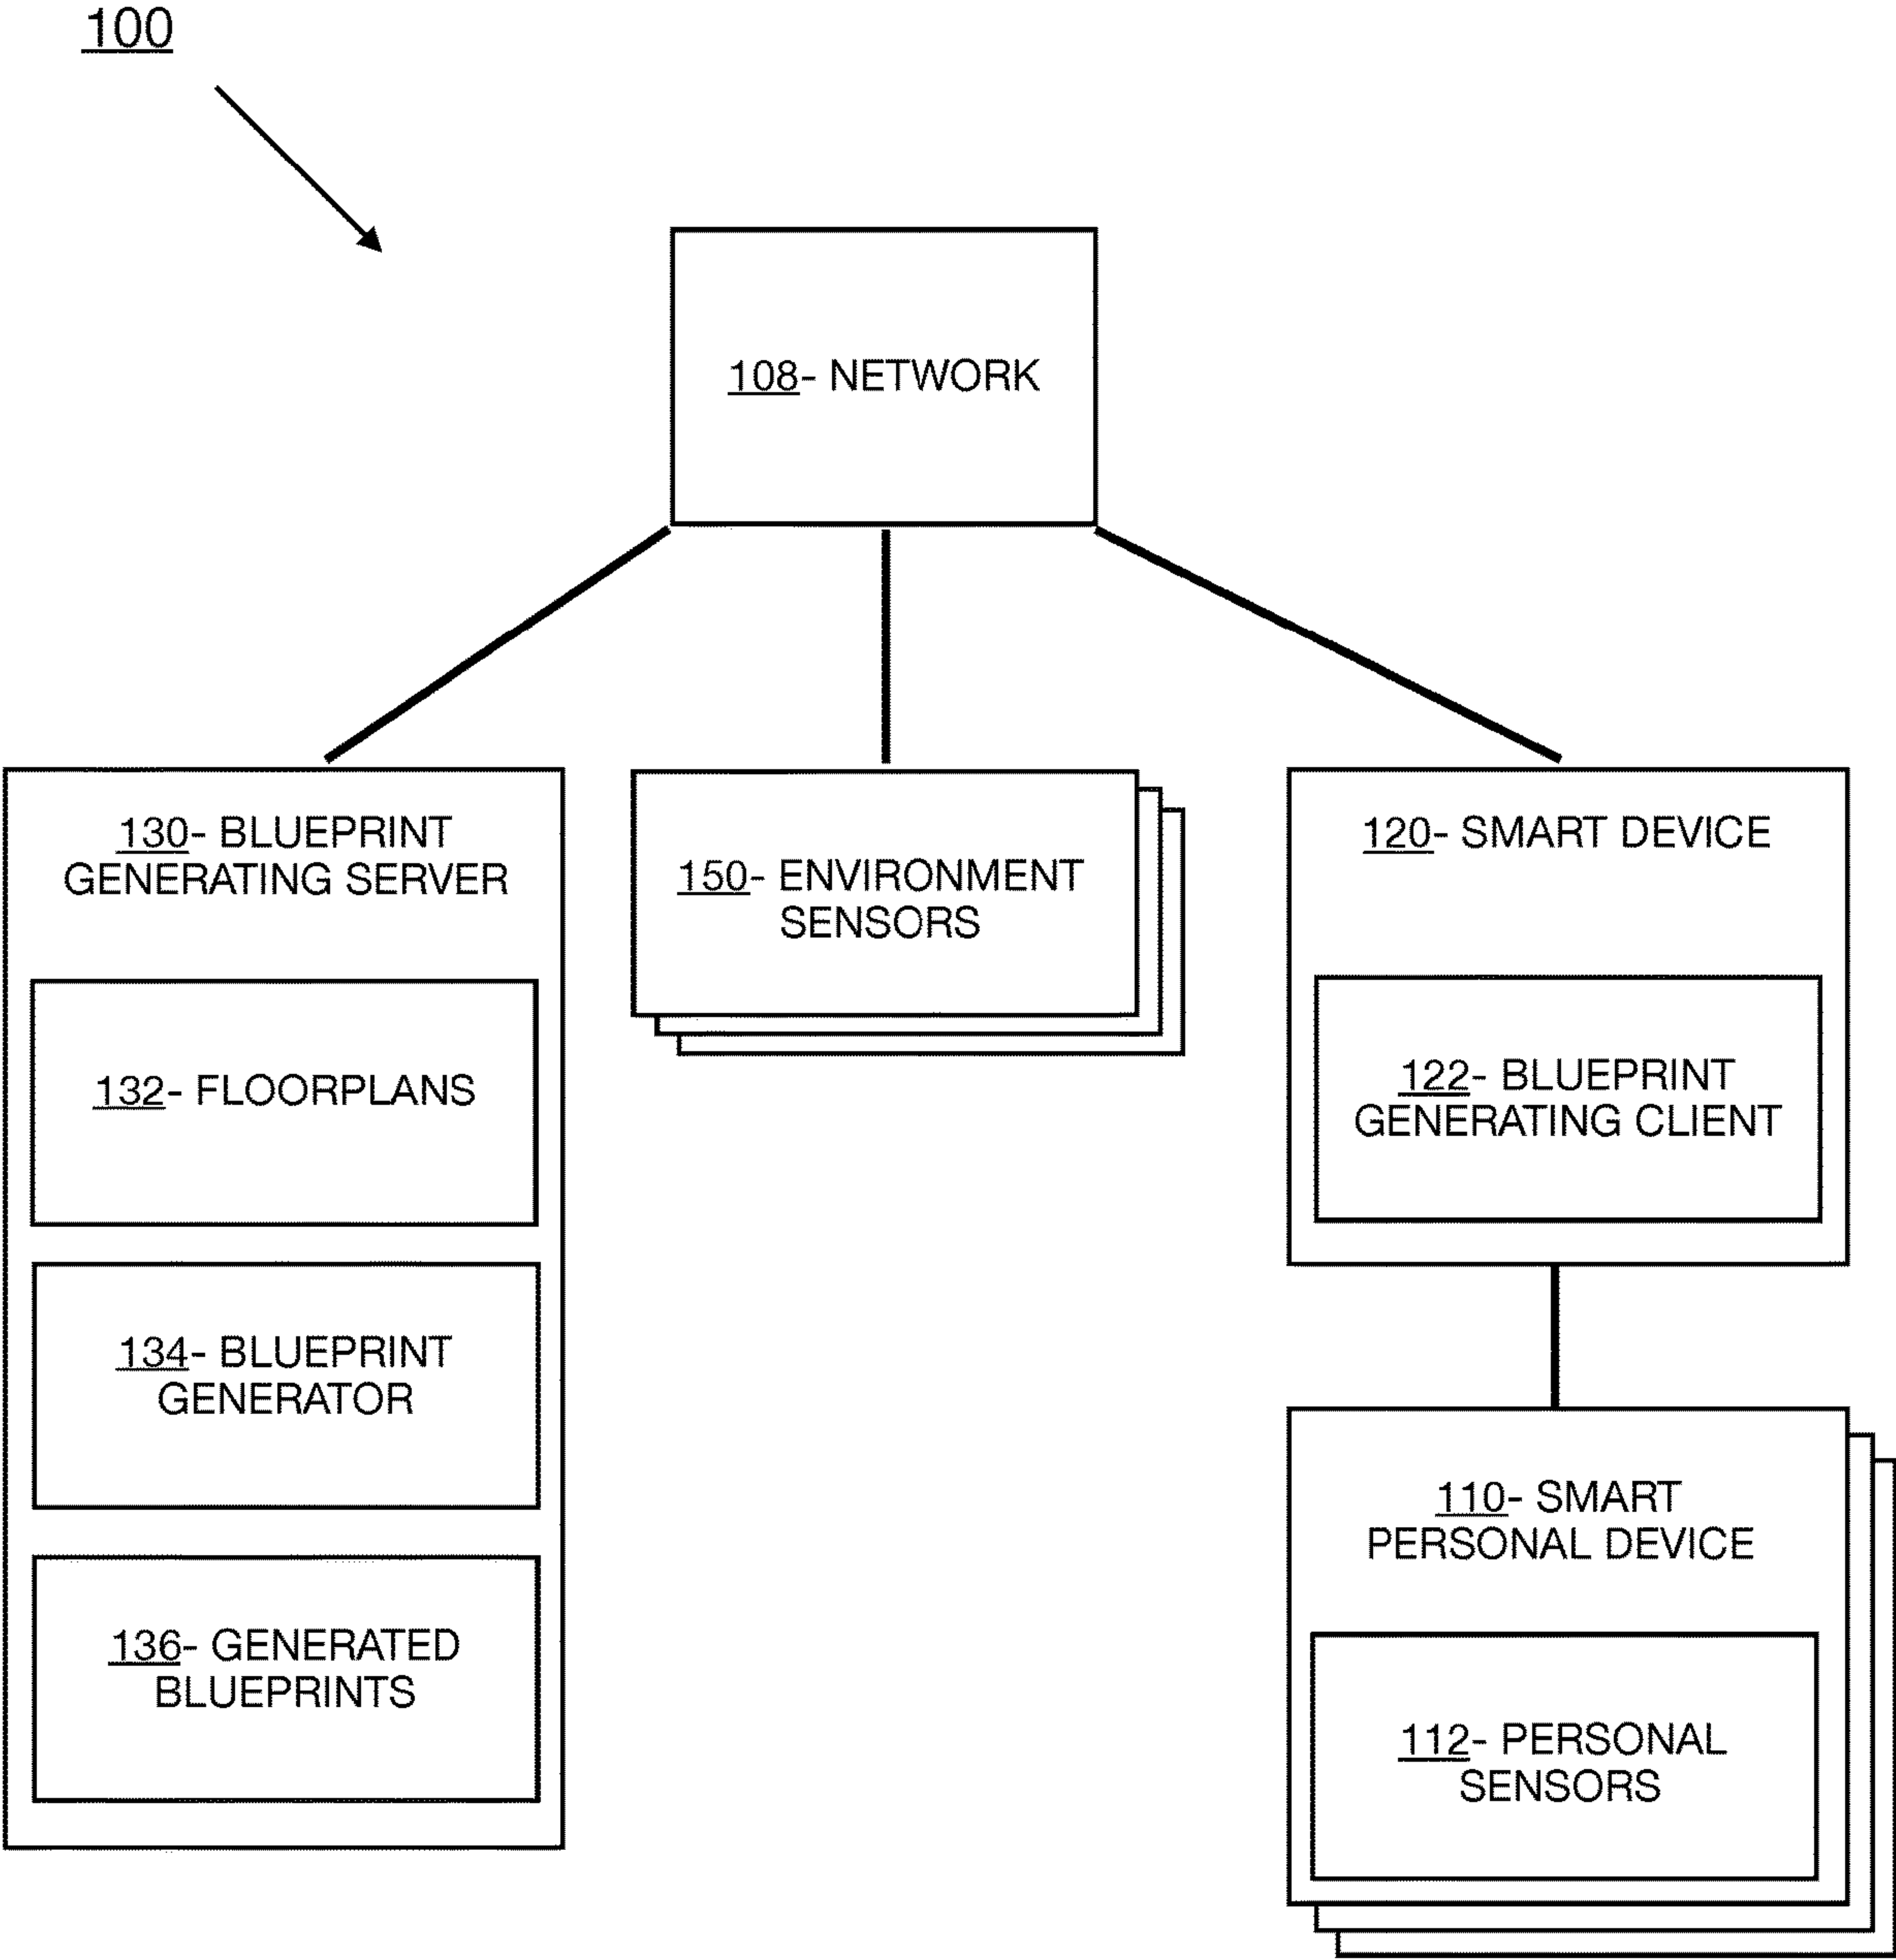 100
108- NETWORK
130- BLUEPRINT
GENERATING SERVER
132- FLOORPLANS
134- BLUEPRINT
GENERATOR
136- GENERATED
BLUEPRINTS
150- ENVIRONMENT
SENSORS
120- SMART DEVICE
122- BLUEPRINT
GENERATING CLIENT
110- SMART
PERSONAL DEVICE
112- PERSONAL
SENSORS